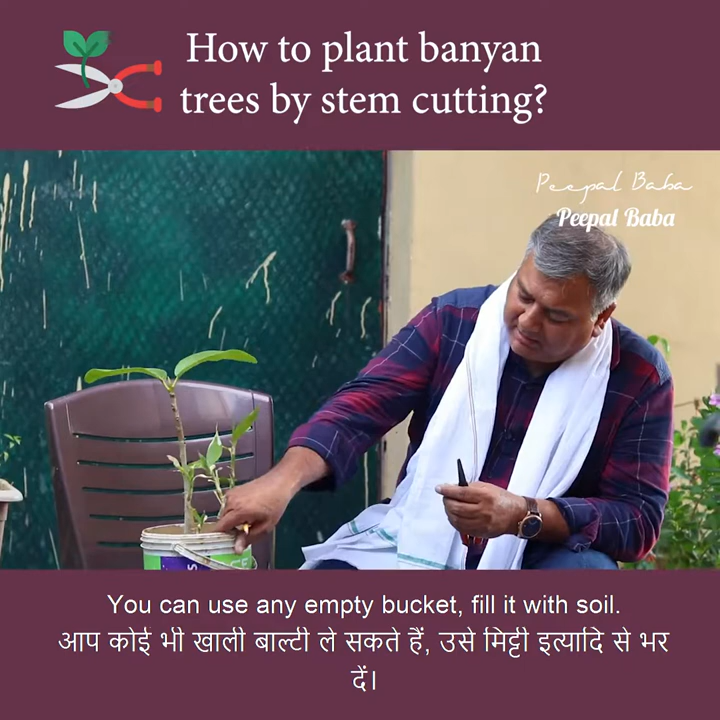 How to plant banyan
trees by stem cutting?
Peepal Baba
Peepal Baba
You can use any empty bucket, fill it with soil.
आप कोई भी खाली बाल्टी ले सकते हैं, उसे मिट्टी इत्यादि से भर
दें।